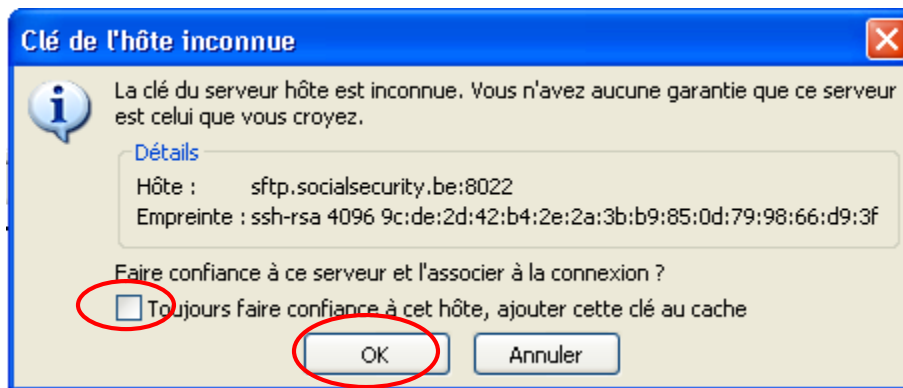 Clé de l'hôte inconnue
La clé du serveur hôte est inconnue. Vous n'avez aucune garantie que ce serveur
est celui que vous croyez.
Détails
Hôte : sftp.socialsecurity.be:8022
Empreinte : ssh-rsa 4096 9c:de:2d:42:b4:2e:2a:3b:b9:85:0d:79:98:66:d9:3f
Faire confiance à ce serveur et l'associer à la connexion ?
Toujours faire confiance à cet hôte, ajouter cette clé au cache
OK Annuler